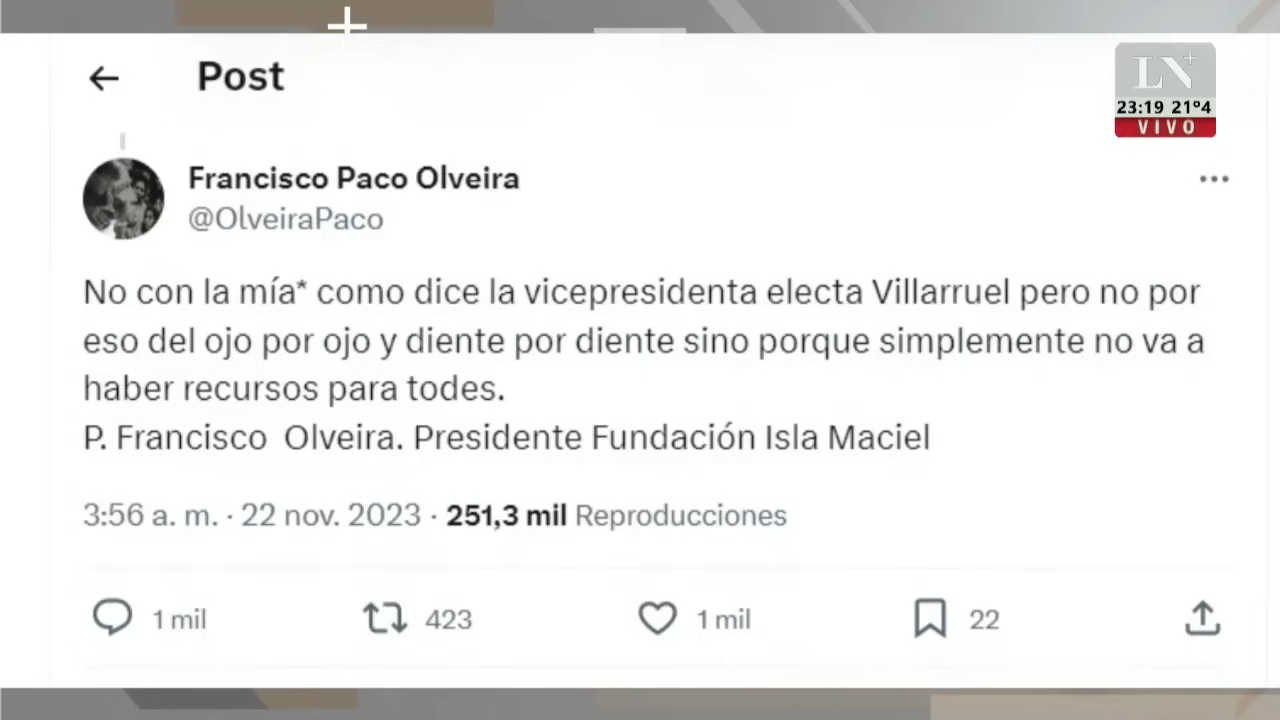 Post
LN+
23:19 21º4
VIVO
Francisco Paco Olveira
@OlveiraPaco
No con la mía* como dice la vicepresidenta electa Villarruel pero no por
eso del ojo por ojo y diente por diente sino porque simplemente no va a
haber recursos para todes.
P. Francisco Olveira. Presidente Fundación Isla Maciel
3:56 a. m. · 22 nov. 2023 · 251,3 mil Reproducciones
1 mil 423 1 mil 22